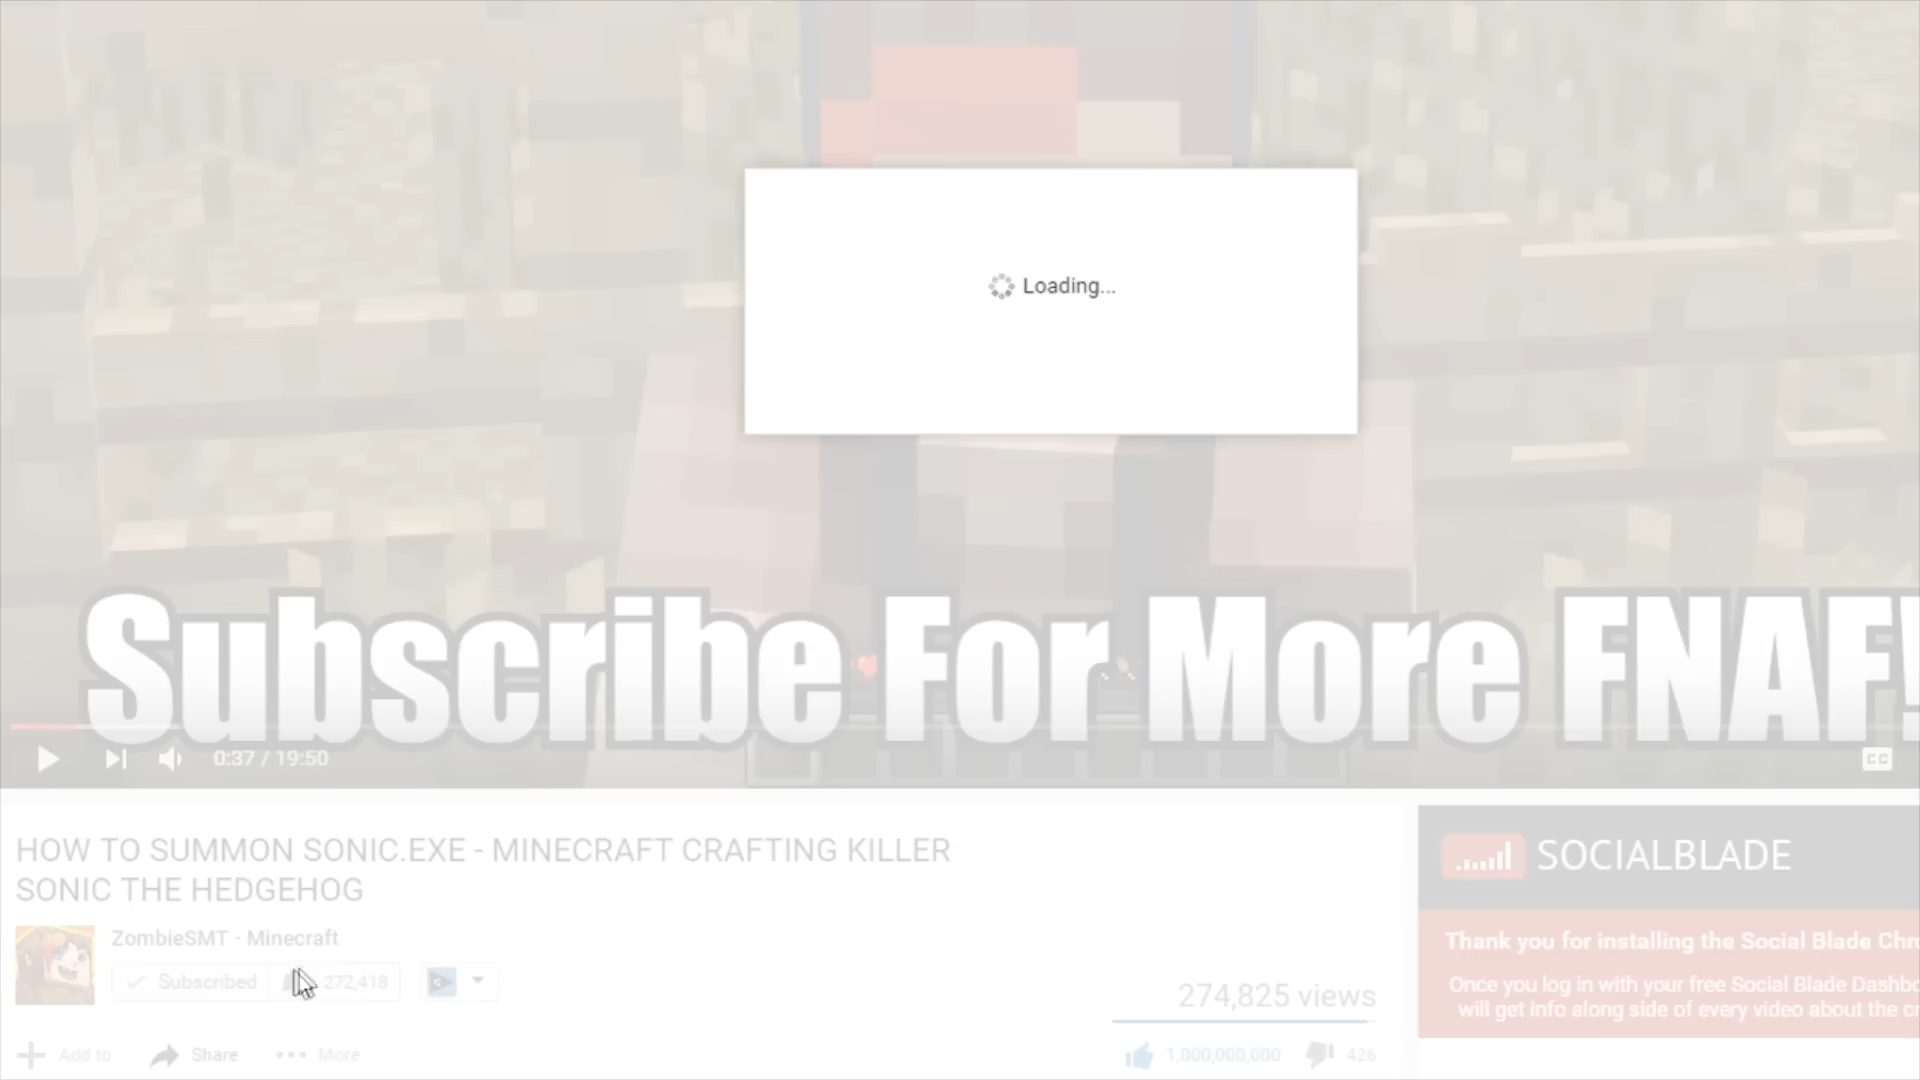 Loading...
Subscribe For More FNAF!
0:37 / 19:50
CC
HOW TO SUMMON SONIC.EXE - MINECRAFT CRAFTING KILLER
SONIC THE HEDGEHOG
ZombieSMT - Minecraft
Subscribed
272,418
274,825 views
Add to
Share
More
1,000,000,000
426
SOCIALBLADE
Thank you for installing the Social Blade Chr
Once you log in with your free Social Blade Dashbo
will get info along side of every video about the cr